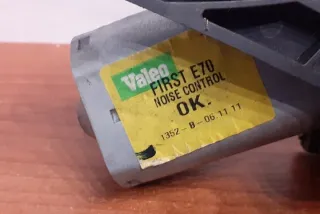 Valeo
FIRST E70
NOISE CONTROL
OK.
1352-B-06.11.11